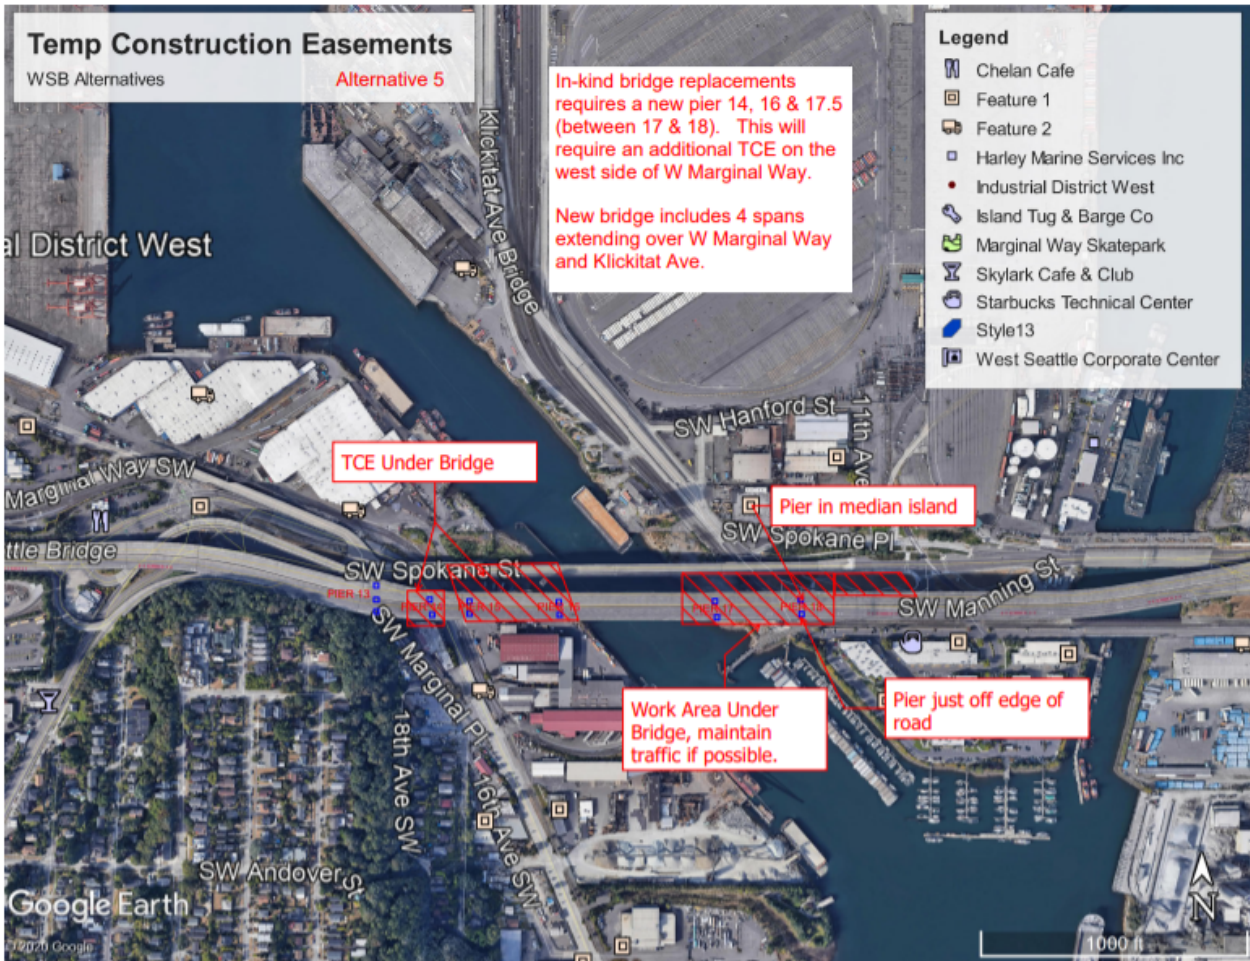 Temp Construction Easements
WSB Alternatives
Alternative 5
In-kind bridge replacements
requires a new pier 14, 16 & 17.5
(between 17 & 18). This will
require an additional TCE on the
west side of W Marginal Way.
New bridge includes 4 spans
extending over W Marginal Way
and Klickitat Ave.
Legend
Chelan Cafe
Feature 1
Feature 2
Harley Marine Services Inc
Industrial District West
Island Tug & Barge Co
Marginal Way Skatepark
Skylark Cafe & Club
Starbucks Technical Center
Style13
West Seattle Corporate Center
Klickitat Ave Bridge
al District West
SW Hanford St
11th Ave
Marginal Way SW
TCE Under Bridge
Pier in median island
SW Spokane Pl
ttle Bridge
SW Spokane St
SW Manning St
PIER 13
PIER 17
PIER 18
SW Marginal Pl
Work Area Under
Bridge, maintain
traffic if possible.
Pier just off edge of
road
18th Ave SW
16th Ave SW
SW Andover St
Google Earth
© 2020 Google
N
1000 ft